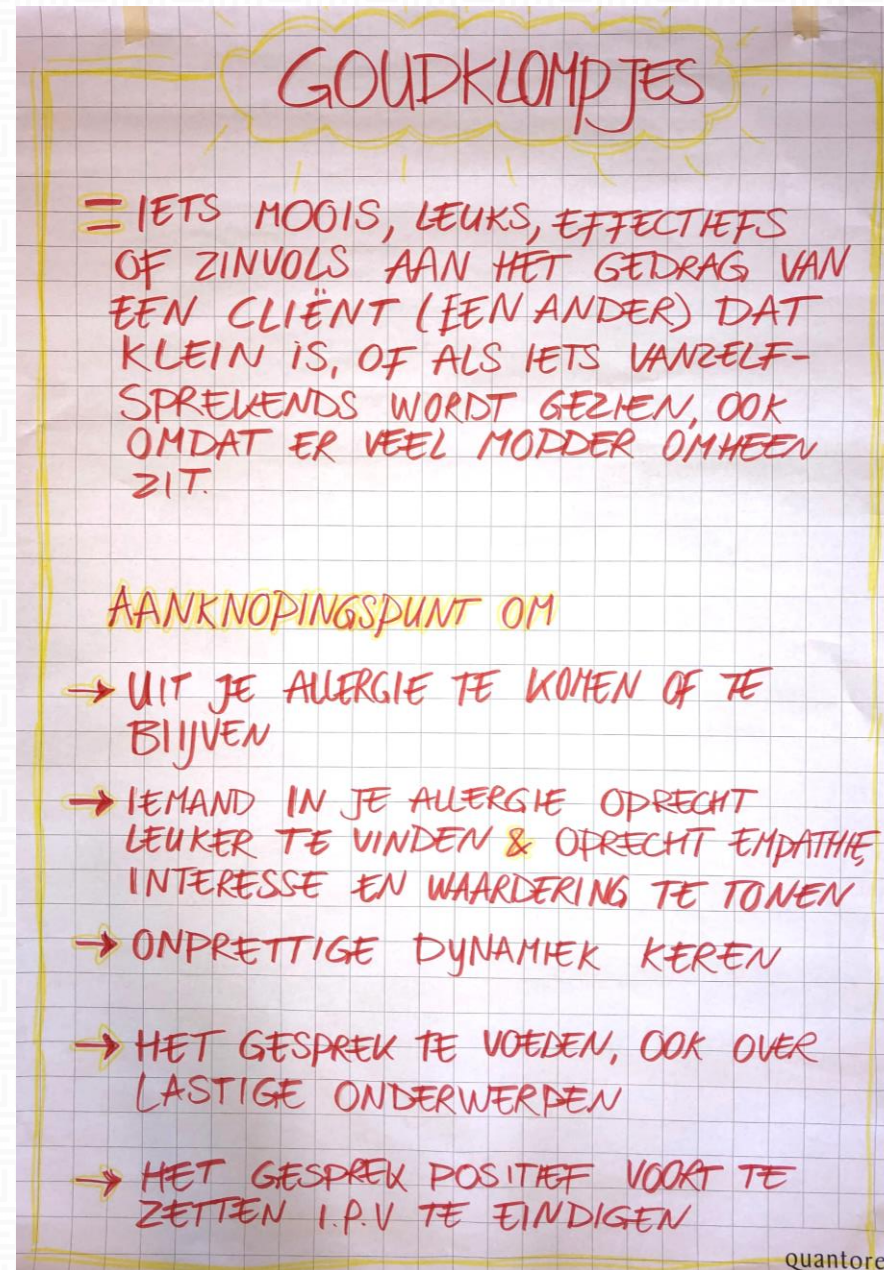 GOUDKLOMPJES
= IETS MOOIS, LEUKS, EFFECTIEFS
OF ZINVOLS AAN HET GEDRAG VAN
EEN CLIËNT (EEN ANDER) DAT
KLEIN IS, OF ALS IETS VANZELF-
SPREKENDS WORDT GEZIEN, OOK
OMDAT ER VEEL MODDER OMHEEN
ZIT.
AANKNOPINGSPUNT OM
→ UIT JE ALLERGIE TE KOMEN OF TE
BLIJVEN
→ IEMAND IN JE ALLERGIE OPRECHT
LEUKER TE VINDEN & OPRECHT EMPATHIE,
INTERESSE EN WAARDERING TE TONEN
→ ONPRETTIGE DYNAMIEK KEREN
→ HET GESPREK TE VOEDEN, OOK OVER
LASTIGE ONDERWERPEN
→ HET GESPREK POSITIEF VOORT TE
ZETTEN I.P.V TE EINDIGEN
quantore